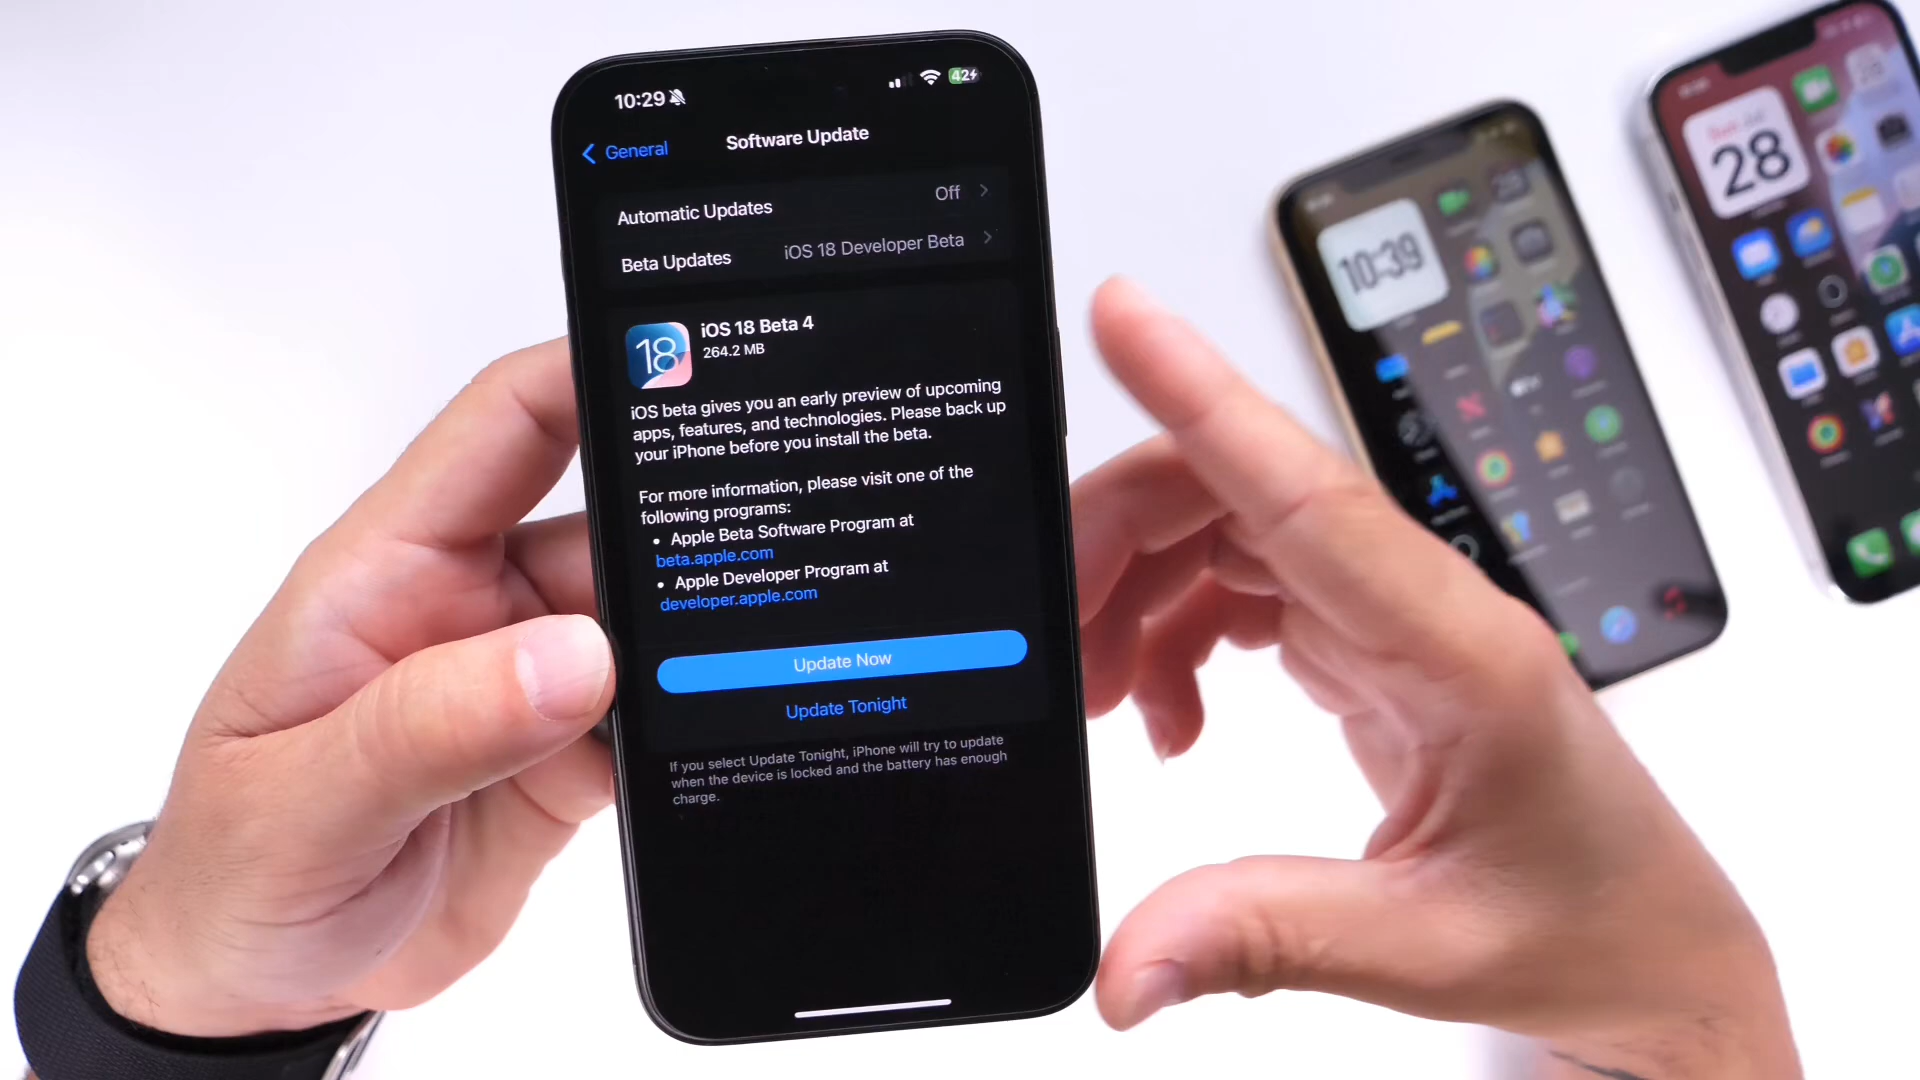 10:29
42
General
Software Update
Automatic Updates
Off
Beta Updates
iOS 18 Developer Beta
18
iOS 18 Beta 4
264.2 MB
iOS beta gives you an early preview of upcoming
apps, features, and technologies. Please back up
your iPhone before you install the beta.
For more information, please visit one of the
following programs:
• Apple Beta Software Program at
beta.apple.com
• Apple Developer Program at
developer.apple.com
Update Now
Update Tonight
If you select Update Tonight, iPhone will try to update
when the device is locked and the battery has enough
charge.
10:39
28